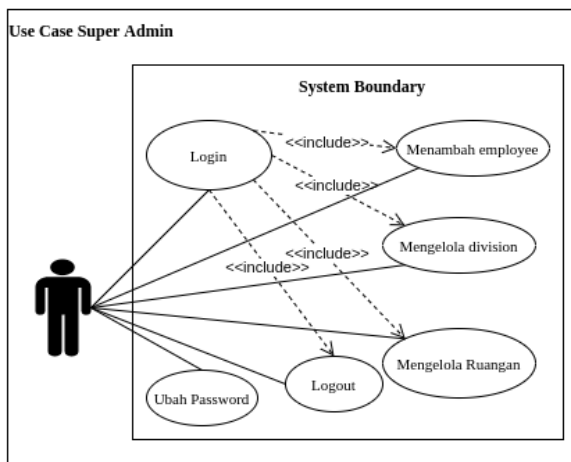 Use Case Super Admin
System Boundary
Login
<<include>>
Menambah employee
<<include>>
Mengelola division
<<include>>
<<include>>
Mengelola Ruangan
Logout
Ubah Password